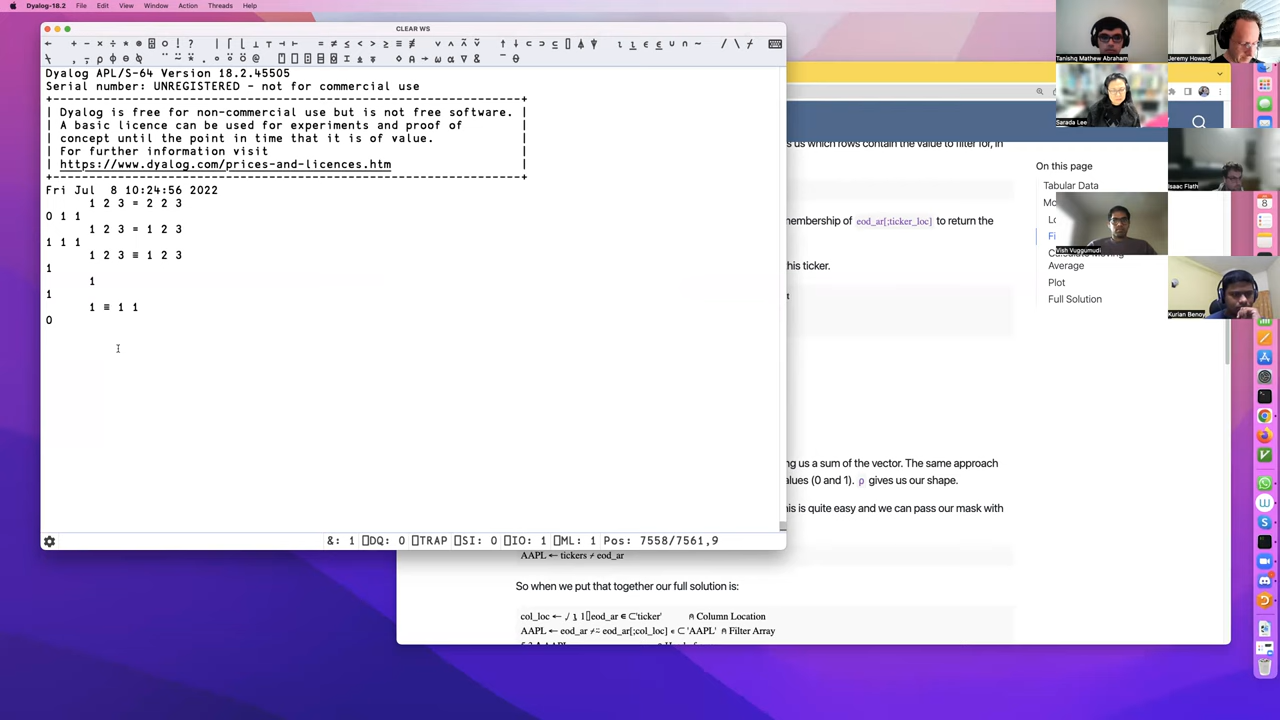 Dyalog-18.2 File Edit View Window Action Threads Help
CLEAR WS
Dyalog APL/S-64 Version 18.2.45505
Serial number: UNREGISTERED - not for commercial use
| Dyalog is free for non-commercial use but is not free software. |
| A basic licence can be used for experiments and proof of |
| concept until the point in time that it is of value. |
| For further information visit |
| https://www.dyalog.com/prices-and-licences.htm |
Fri Jul 8 10:24:56 2022
1 2 3 = 2 2 3
0 1 1
1 2 3 = 1 2 3
1 1 1
1 2 3 ≡ 1 2 3
1
1
1
1 ≡ 1 1
0
&: 1 ⎕DQ: 0 ⎕TRAP ⎕SI: 0 ⎕IO: 1 ⎕ML: 1 Pos: 7558/7561,9
us which rows contain the value to filter for, in
embership of eod_ar[;ticker_loc] to return the
his ticker.
ng us a sum of the vector. The same approach
alues (0 and 1). ⍴ gives us our shape.
is is quite easy and we can pass our mask with
AAPL ← tickers ⌿ eod_ar
So when we put that together our full solution is:
⍝ Column Location
AAPL ← eod_ar ⌿⍨ eod_ar[;col_loc] ∊ ⊂ 'AAPL' ⍝ Filter Array
On this page
Tabular Data
Mo
Lo
Fi
Calculate Moving
Average
Plot
Full Solution
Tanishq Mathew Abraham
Jeremy Howard
Sarada Lee
Isaac Flath
Vish Vuggumudi
Kurian Benoy
8